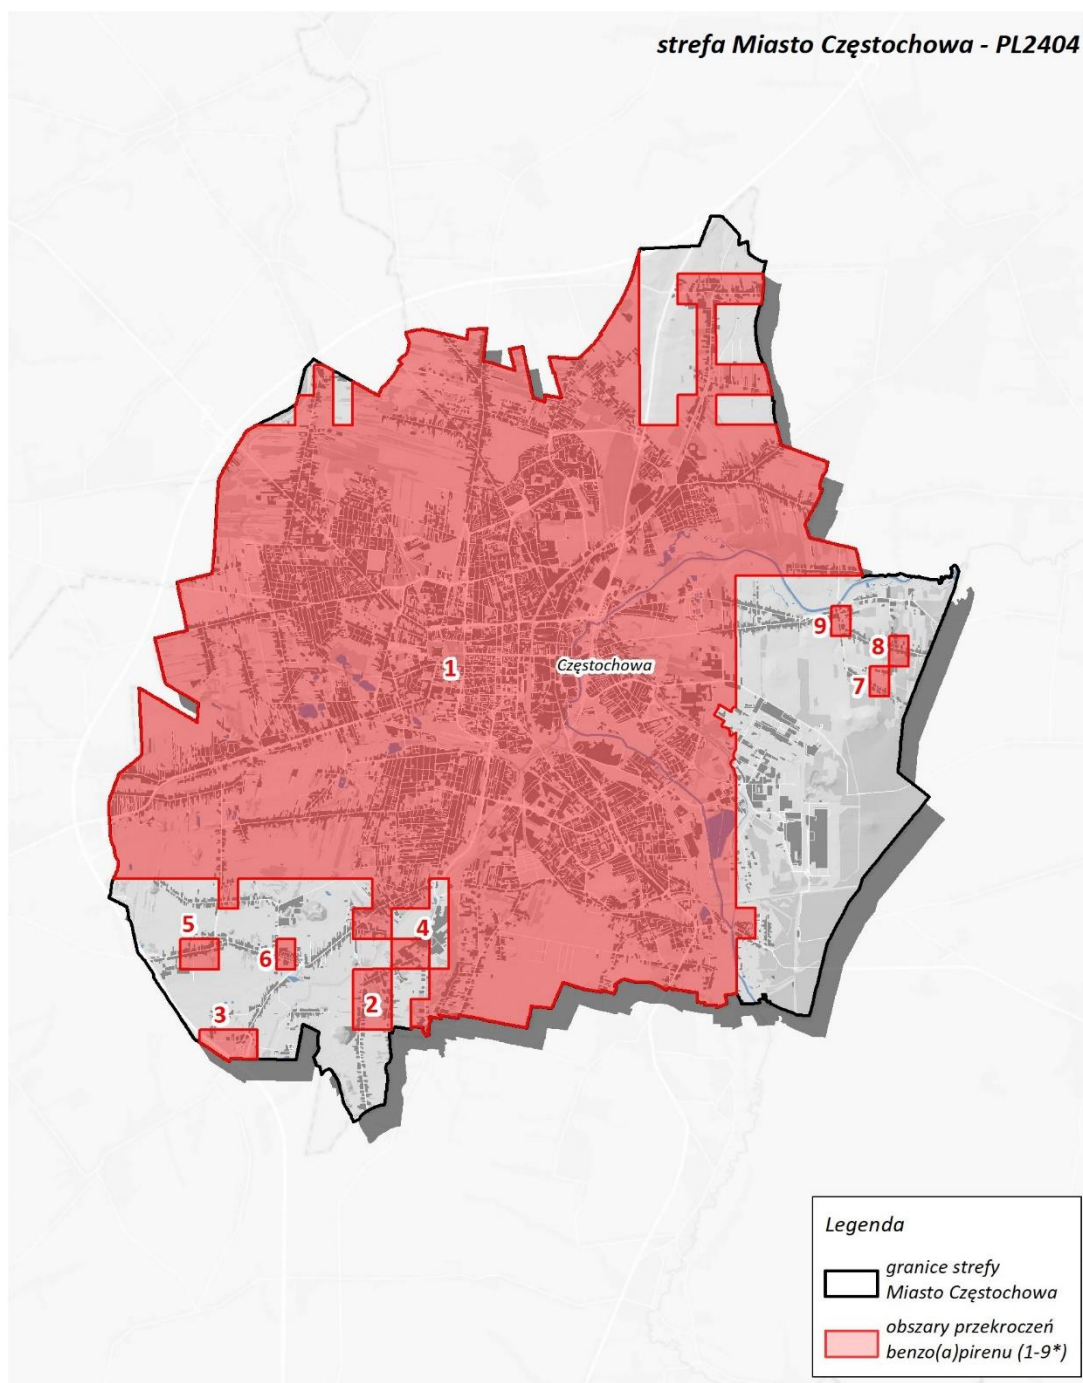 strefa Miasto Częstochowa - PL2404
9
8
7
1
Częstochowa
5
4
6
2
3
Legenda
granice strefy
Miasto Częstochowa
obszary przekroczeń
benzo(a)pirenu (1-9*)